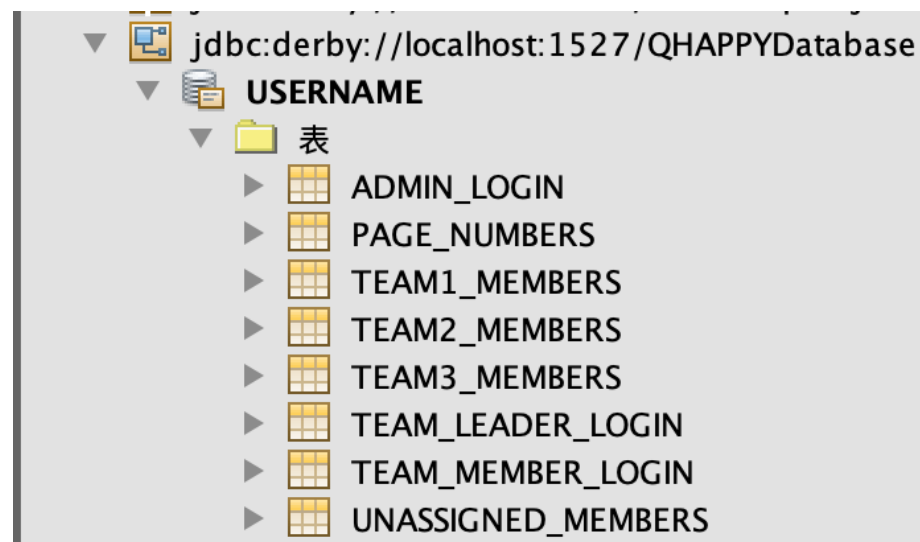 jdbc:derby://localhost:1527/QHAPPYDatabase
USERNAME
表
ADMIN_LOGIN
PAGE_NUMBERS
TEAM1_MEMBERS
TEAM2_MEMBERS
TEAM3_MEMBERS
TEAM_LEADER_LOGIN
TEAM_MEMBER_LOGIN
UNASSIGNED_MEMBERS